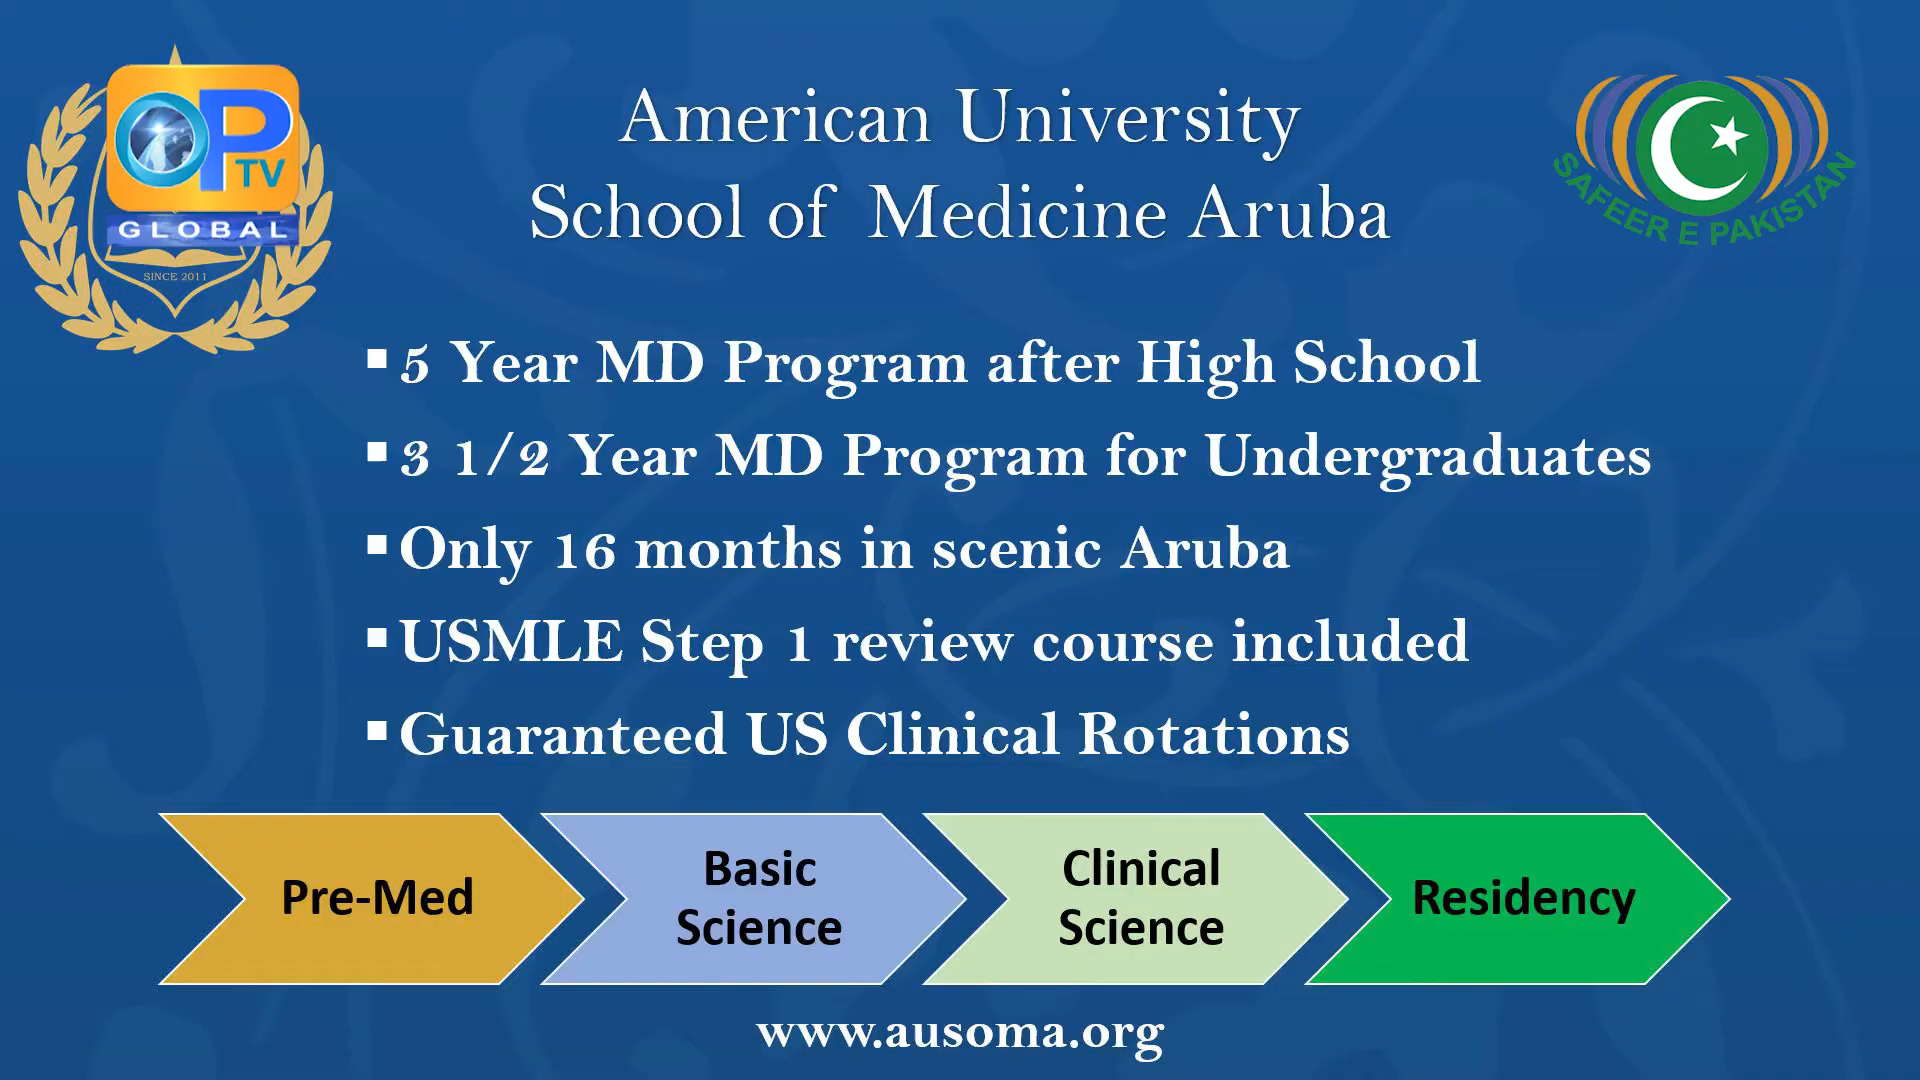 OPTV
GLOBAL
SINCE 2011
American University
School of Medicine Aruba
SAFEER E PAKISTAN
▪ 5 Year MD Program after High School
▪ 3 1/2 Year MD Program for Undergraduates
▪ Only 16 months in scenic Aruba
▪ USMLE Step 1 review course included
▪ Guaranteed US Clinical Rotations
Pre-Med
Basic
Science
Clinical
Science
Residency
www.ausoma.org